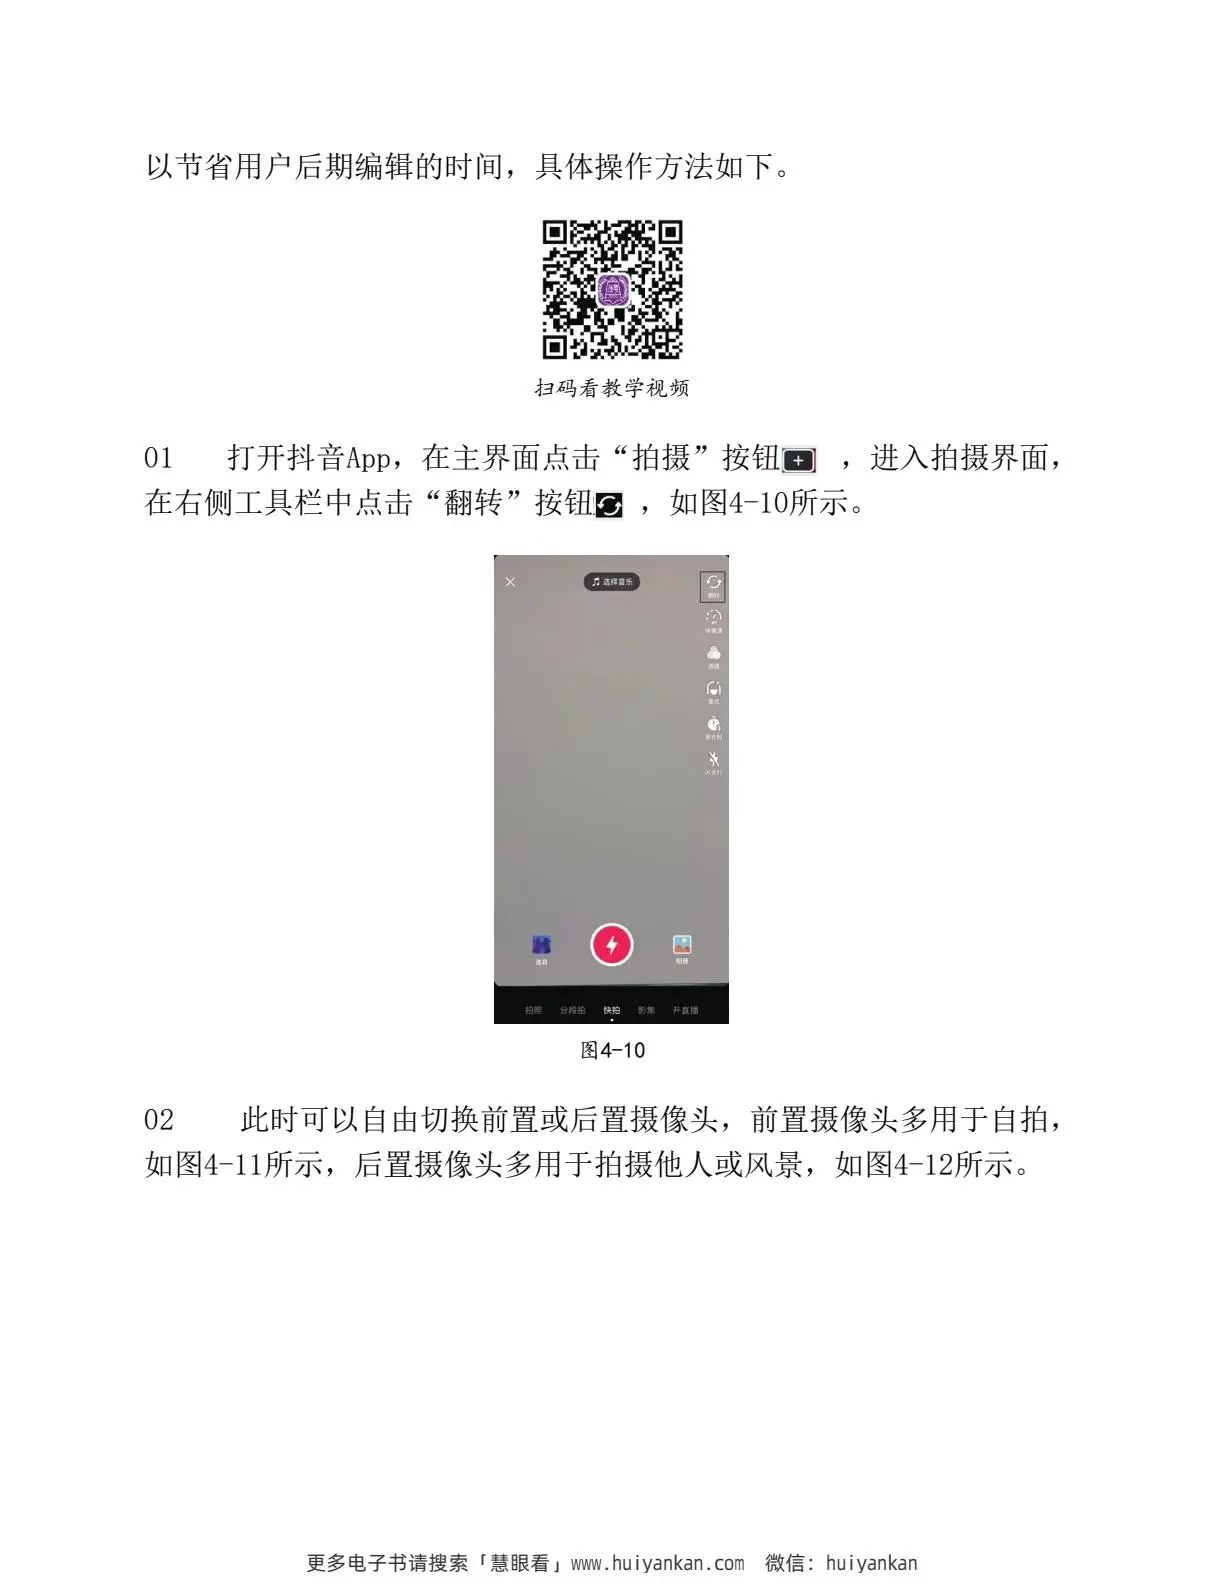 以节省用户后期编辑的时间，具体操作方法如下。
扫码看教学视频
01 打开抖音App，在主界面点击“拍摄”按钮 ，进入拍摄界面，
在右侧工具栏中点击“翻转”按钮 ，如图4-10所示。
选择音乐
翻转
快慢速
滤镜
美化
倒计时
闪光灯
道具
相册
拍照 分段拍 快拍 影集 开直播
图4-10
02 此时可以自由切换前置或后置摄像头，前置摄像头多用于自拍，
如图4-11所示，后置摄像头多用于拍摄他人或风景，如图4-12所示。
更多电子书请搜索「慧眼看」www.huiyankan.com 微信：huiyankan